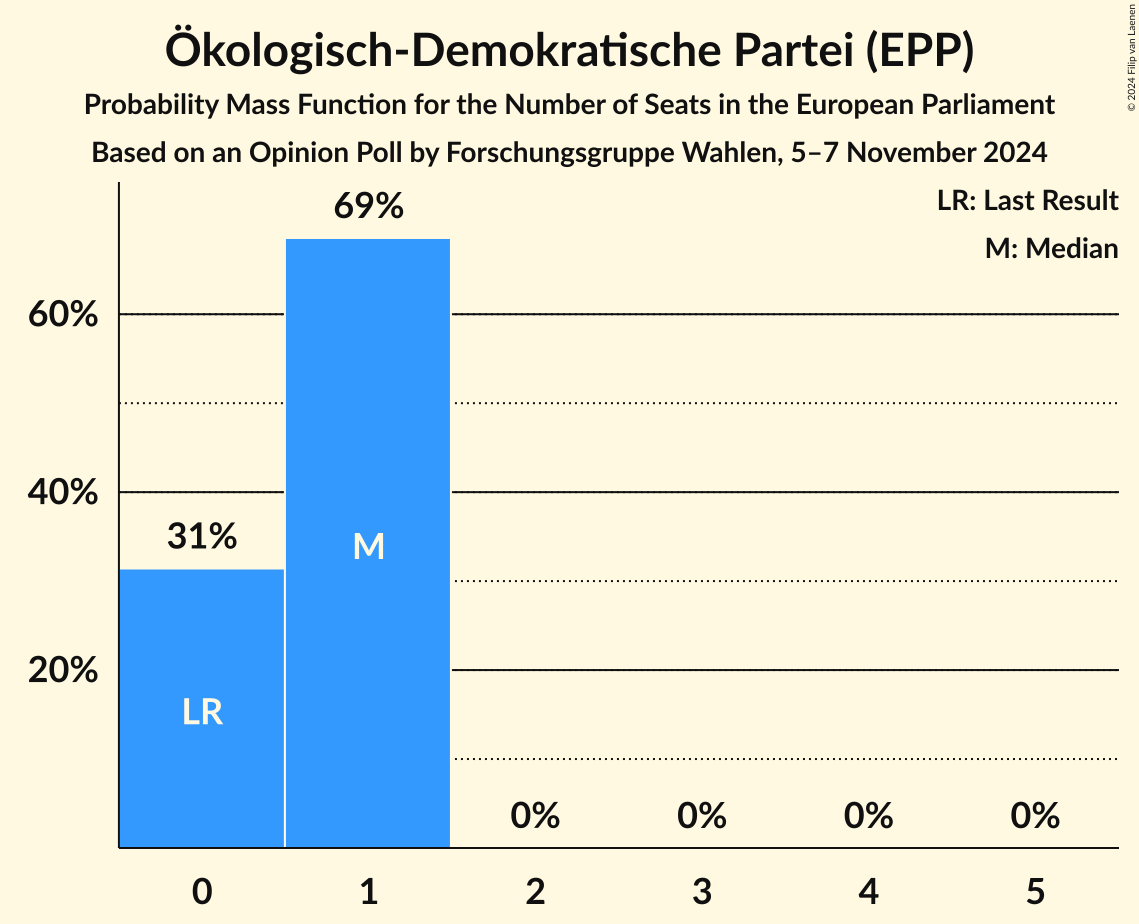 Ökologisch-Demokratische Partei (EPP)
Probability Mass Function for the Number of Seats in the European Parliament
Based on an Opinion Poll by Forschungsgruppe Wahlen, 5–7 November 2024
© 2024 Filip van Laenen
LR: Last Result
M: Median
69%
60%
40%
31%
M
20%
LR
0% 0% 0% 0%
0 1 2 3 4 5